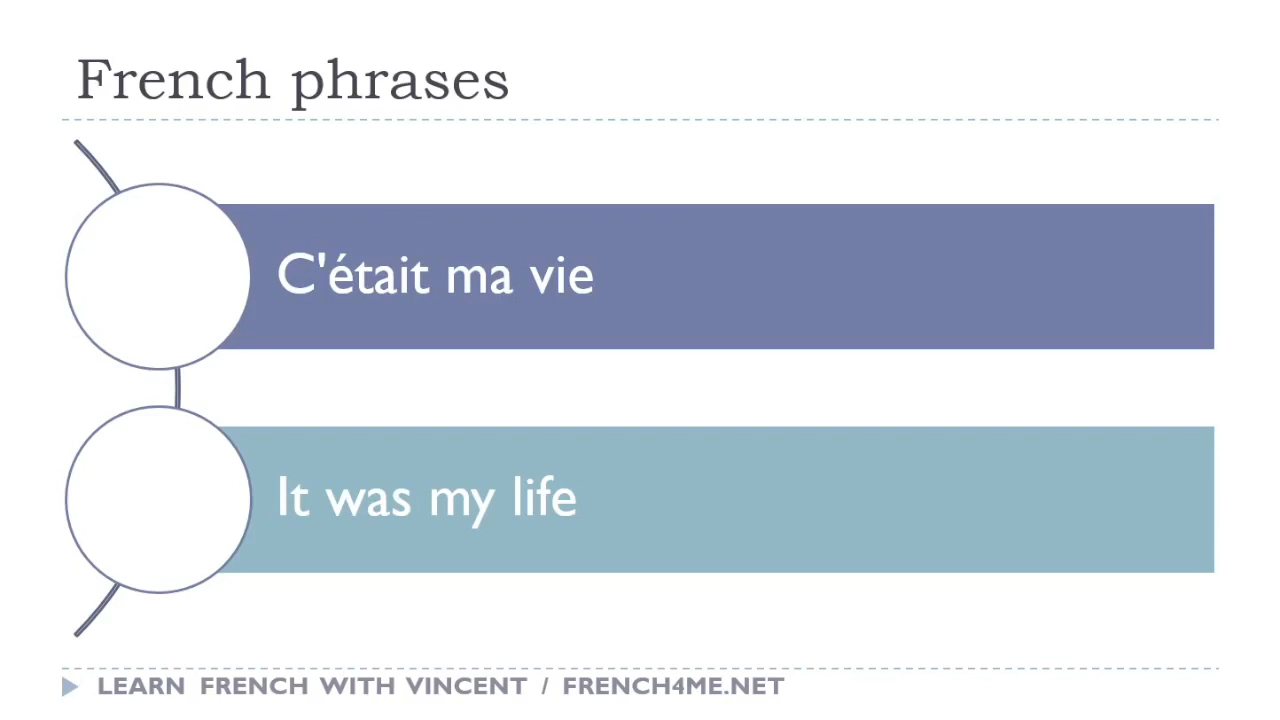 French phrases
C'était ma vie
It was my life
LEARN FRENCH WITH VINCENT / FRENCH4ME.NET